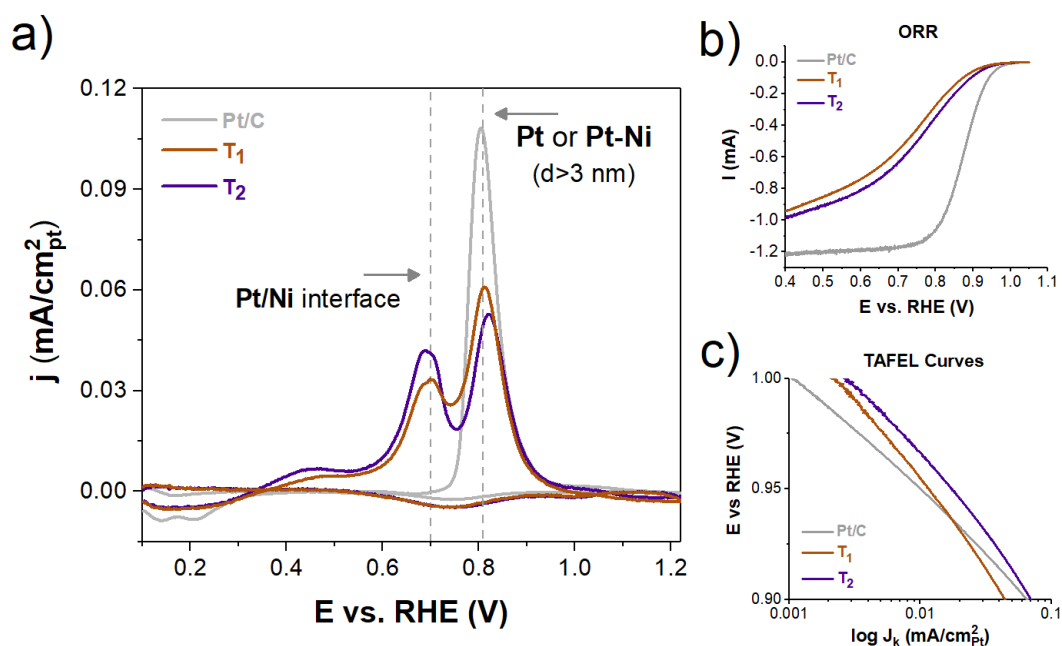 a)
0.12
0.09
0.06
0.03
0.00
j (mA/cm²pt)
Pt/C
T₁
T₂
Pt or Pt-Ni
(d>3 nm)
Pt/Ni interface
0.2 0.4 0.6 0.8 1.0 1.2
E vs. RHE (V)
b)
ORR
Pt/C
T₁
T₂
0.0
-0.2
-0.4
-0.6
-0.8
-1.0
-1.2
I (mA)
0.4 0.5 0.6 0.7 0.8 0.9 1.0 1.1
E vs. RHE (V)
c)
TAFEL Curves
1.00
0.95
0.90
E vs RHE (V)
Pt/C
T₁
T₂
0.001 0.01 0.1
log Jₖ (mA/cm²Pt)